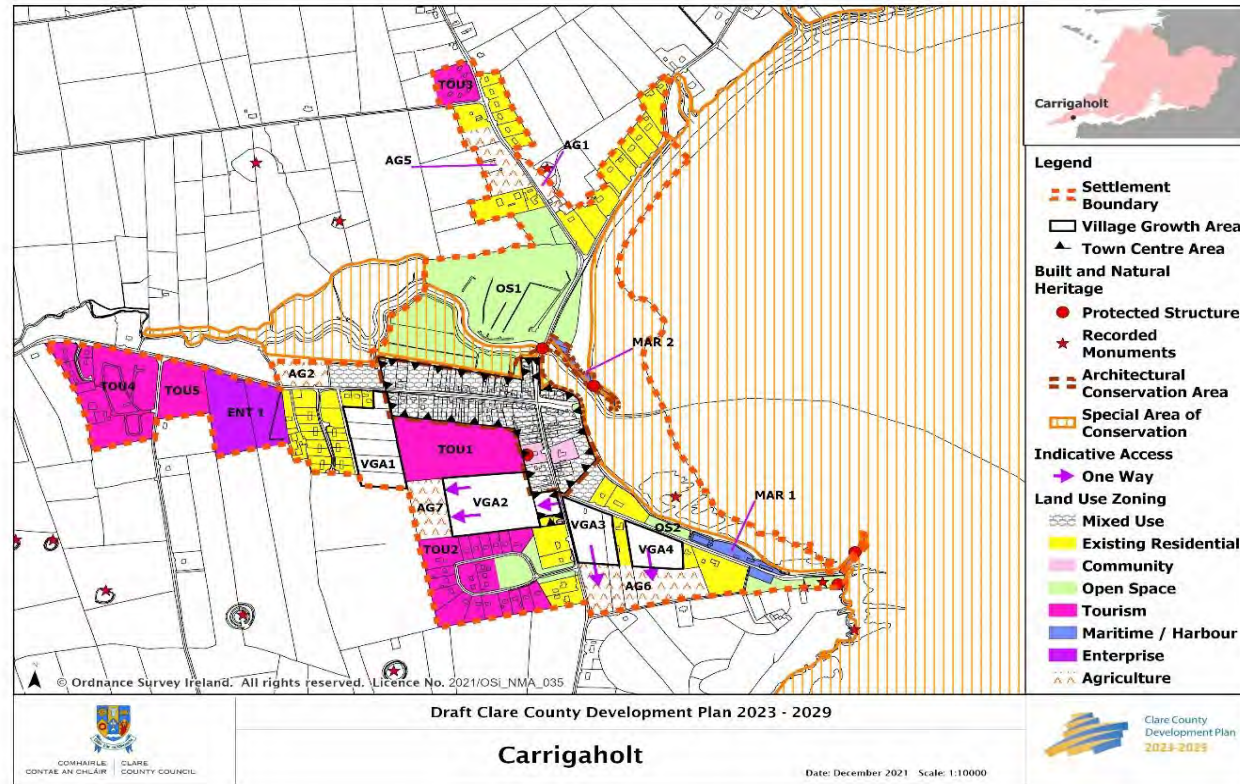 TOU3
AG1
AG5
OS1
MAR 2
AG2
TOU4
TOU5
ENT 1
VGA1
TOU1
AG7
VGA2
VGA3
TOU2
OS2
VGA4
MAR 1
AG6
© Ordnance Survey Ireland. All rights reserved. Licence No. 2021/OSi_NMA_035
Carrigaholt
Legend
Settlement
Boundary
Village Growth Area
Town Centre Area
Built and Natural
Heritage
Protected Structure
Recorded
Monuments
Architectural
Conservation Area
Special Area of
Conservation
Indicative Access
One Way
Land Use Zoning
Mixed Use
Existing Residential
Community
Open Space
Tourism
Maritime / Harbour
Enterprise
Agriculture
COMHAIRLE CLARE
CONTAE AN CHLÁIR COUNTY COUNCIL
Draft Clare County Development Plan 2023 - 2029
Carrigaholt
Date: December 2021 Scale: 1:10000
Clare County
Development Plan
2023-2029